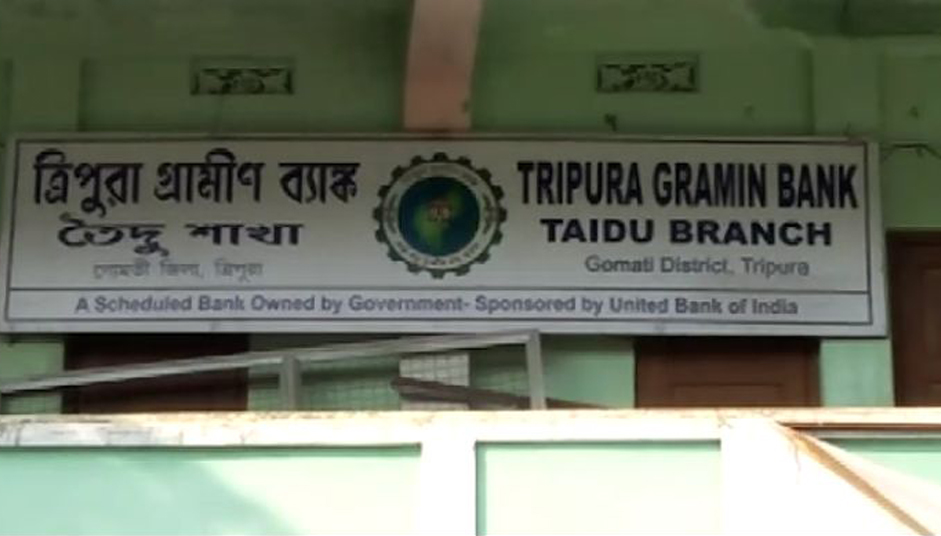 ত্রিপুরা গ্রামীণ ব্যাঙ্ক
তৈদু শাখা
গোমতী জিলা, ত্রিপুরা
TRIPURA GRAMIN BANK
TAIDU BRANCH
Gomati District, Tripura
A Scheduled Bank Owned by Government- Sponsored by United Bank of India